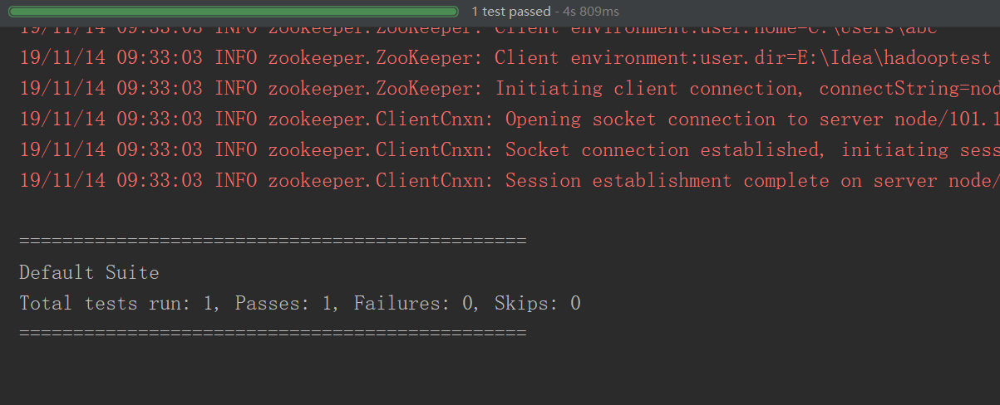 1 test passed - 4s 809ms
19/11/14 09:33:03 INFO zookeeper.ZooKeeper: Client environment:user.home=C:\Users\abc
19/11/14 09:33:03 INFO zookeeper.ZooKeeper: Client environment:user.dir=E:\Idea\hadooptest
19/11/14 09:33:03 INFO zookeeper.ZooKeeper: Initiating client connection, connectString=nod
19/11/14 09:33:03 INFO zookeeper.ClientCnxn: Opening socket connection to server node/101.1
19/11/14 09:33:03 INFO zookeeper.ClientCnxn: Socket connection established, initiating sess
19/11/14 09:33:03 INFO zookeeper.ClientCnxn: Session establishment complete on server node/
===============================================
Default Suite
Total tests run: 1, Passes: 1, Failures: 0, Skips: 0
===============================================